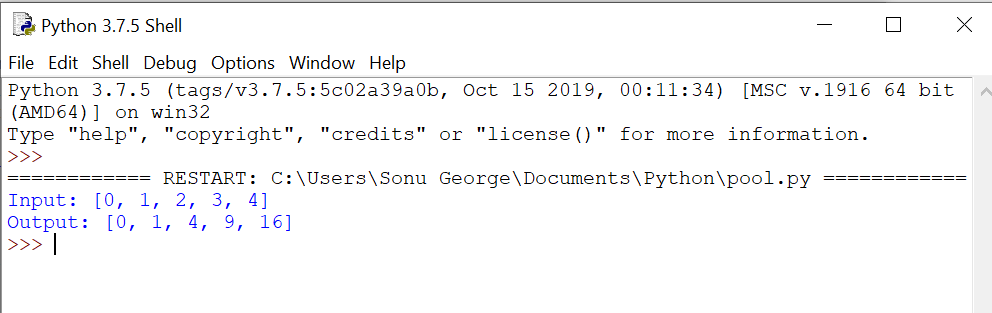 Python 3.7.5 Shell
File Edit Shell Debug Options Window Help
Python 3.7.5 (tags/v3.7.5:5c02a39a0b, Oct 15 2019, 00:11:34) [MSC v.1916 64 bit
(AMD64)] on win32
Type "help", "copyright", "credits" or "license()" for more information.
>>>
============ RESTART: C:\Users\Sonu George\Documents\Python\pool.py ============
Input: [0, 1, 2, 3, 4]
Output: [0, 1, 4, 9, 16]
>>>